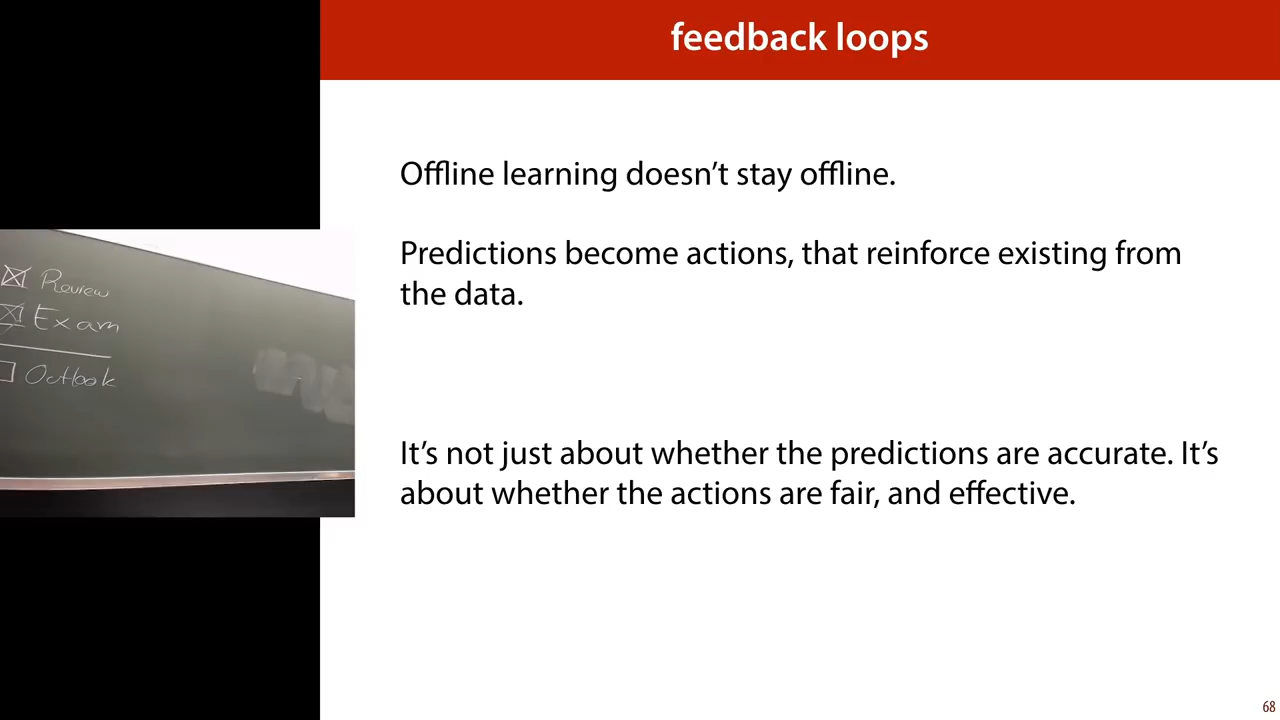 feedback loops
Offline learning doesn’t stay offline.
Predictions become actions, that reinforce existing from
the data.
It’s not just about whether the predictions are accurate. It’s
about whether the actions are fair, and effective.
Review
Exam
Outlook
68